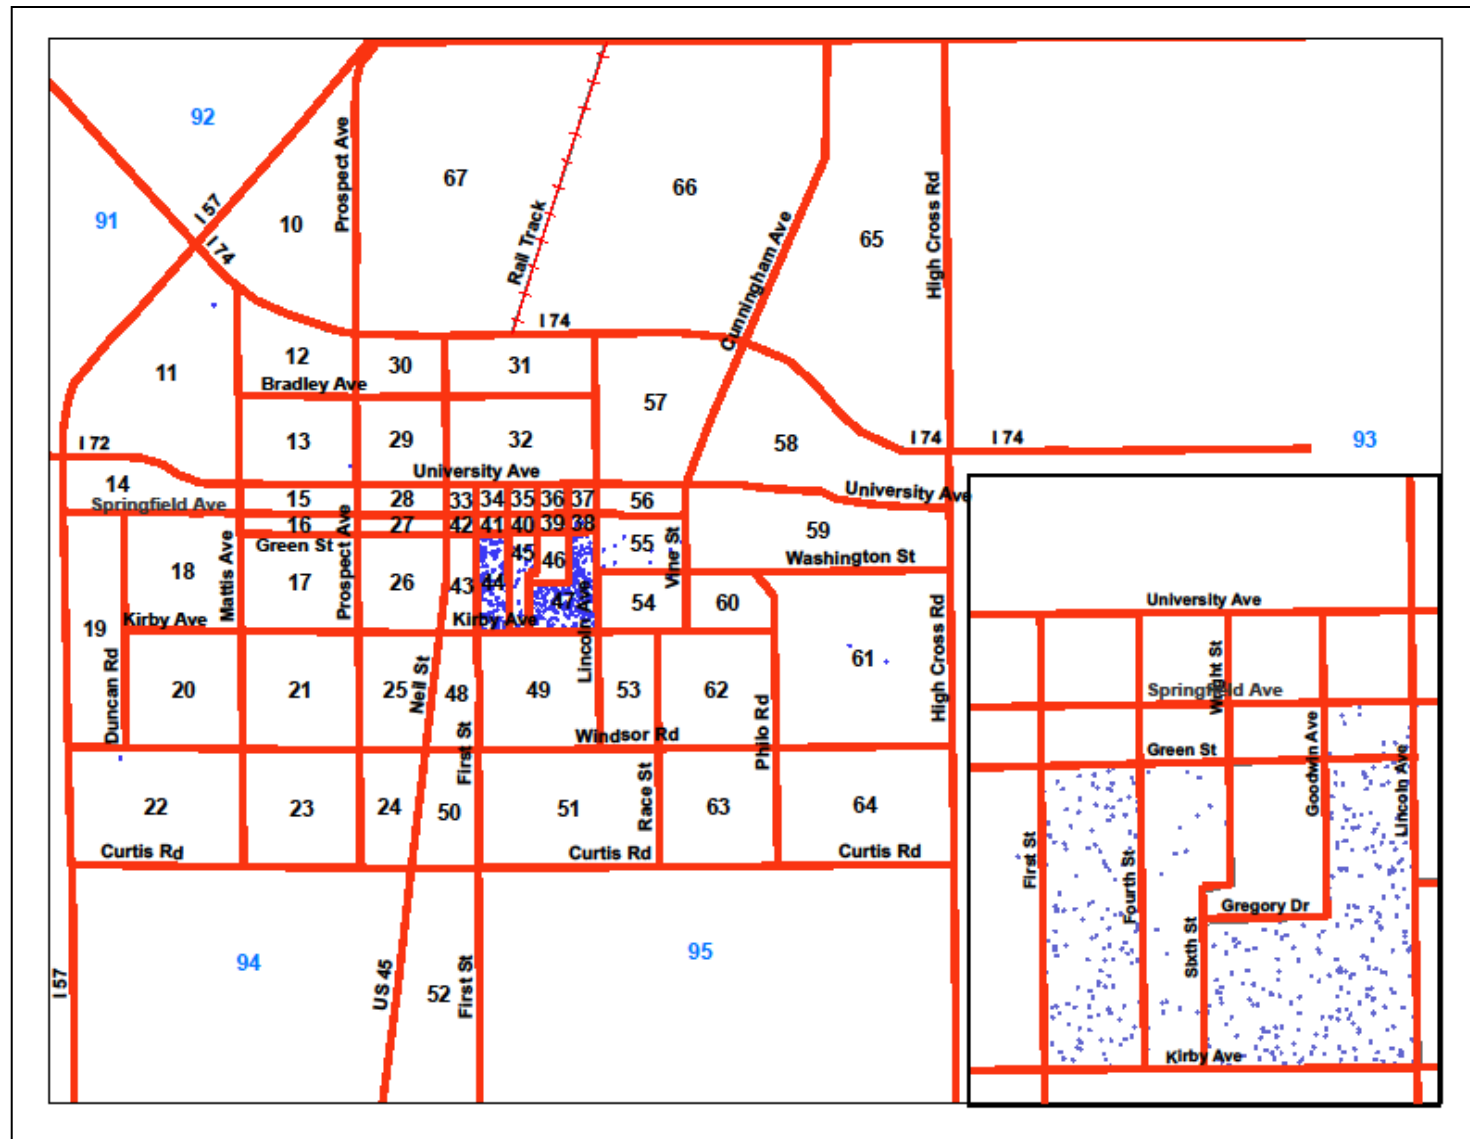 92
Prospect Ave
67
66
High Cross Rd
91
I 57
10
I 74
Rail Track
Cunningham Ave
65
I 74
12
30
31
11
Bradley Ave
57
13
29
32
58
I 72
I 74
I 74
93
University Ave
14
15
28
33
34
35
36
37
56
University Ave
Springfield Ave
16
27
42
41
40
39
38
59
Green St
45
55
Washington St
18
Mattis Ave
17
Prospect Ave
26
43
44
46
47
Vine St
54
60
19
Kirby Ave
Kirby Ave
Lincoln Ave
61
High Cross Rd
Duncan Rd
20
21
25
Neil St
48
49
53
62
Philo Rd
First St
Windsor Rd
22
23
24
50
51
Race St
63
64
Curtis Rd
Curtis Rd
Curtis Rd
94
95
I 57
US 45
52
First St
University Ave
Wright St
Springfield Ave
Green St
Goodwin Ave
Lincoln Ave
First St
Fourth St
Gregory Dr
Sixth St
Kirby Ave